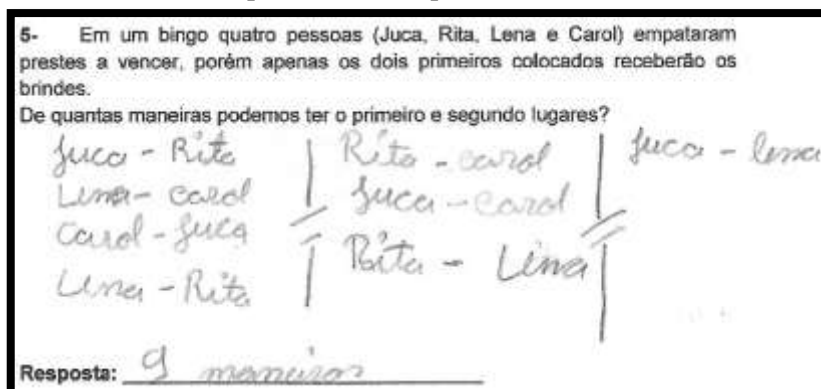 5- Em um bingo quatro pessoas (Juca, Rita, Lena e Carol) empataram
prestes a vencer, porém apenas os dois primeiros colocados receberão os
brindes.
De quantas maneiras podemos ter o primeiro e segundo lugares?
Juca - Rita
Lena - carol
Carol - Juca
Lena - Rita
Rita - carol
Juca - carol
Rita - Lena
Juca - lena
Resposta: 9 maneiras